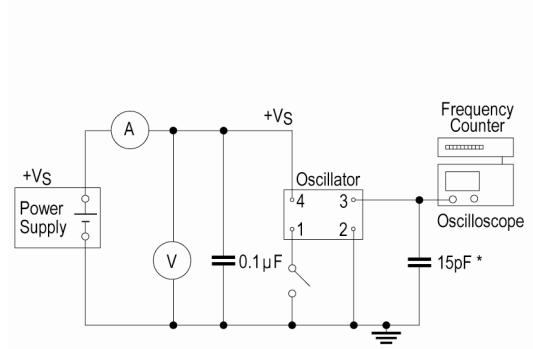 Frequency
Counter
A
+VS
+VS
Oscillator
4 3
Power
Supply
Oscilloscope
1 2
V
0.1µF
15pF *